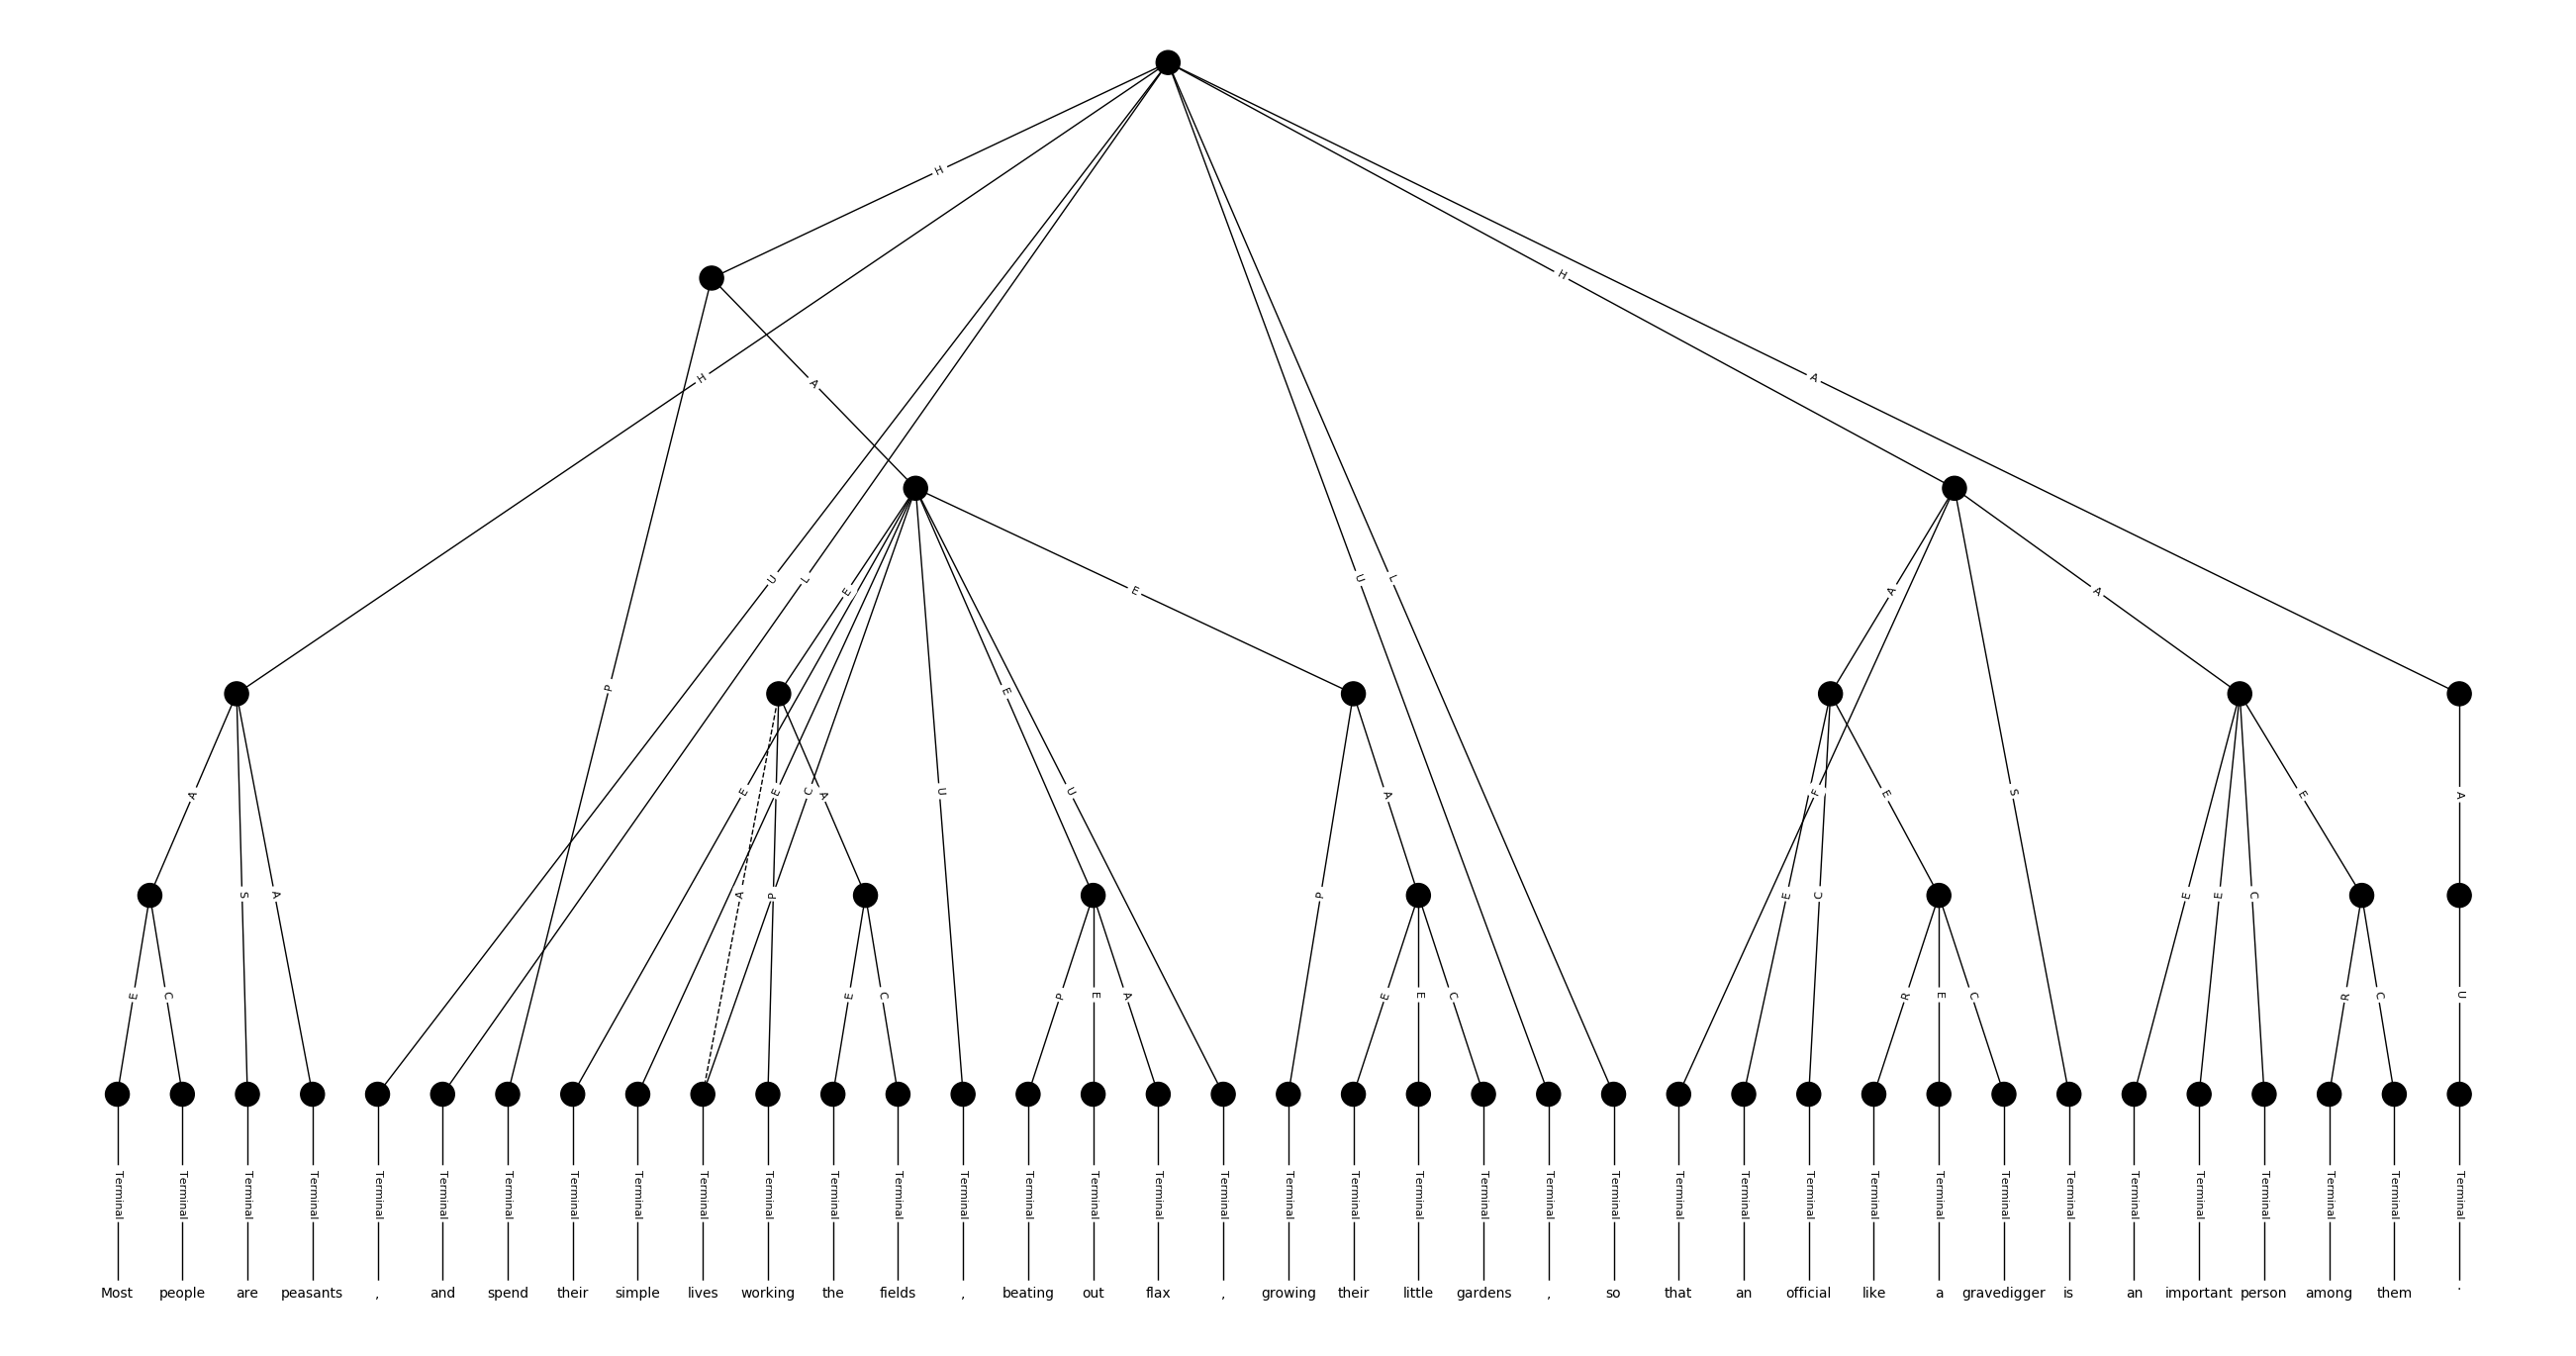 H
H
A
H
A
U
L
E
E
U
L
A
A
P
E
A
E
E
C
A
U
U
P
A
F
E
S
E
A
A
S
A
A
P
E
C
E
E
C
U
E
C
E
C
P
E
A
E
E
C
R
E
C
R
C
Terminal Terminal Terminal Terminal Terminal Terminal Terminal Terminal Terminal Terminal Terminal Terminal Terminal Terminal Terminal Terminal Terminal Terminal Terminal Terminal Terminal Terminal Terminal Terminal Terminal Terminal Terminal Terminal Terminal Terminal Terminal Terminal Terminal Terminal Terminal Terminal Terminal
Most people are peasants , and spend their simple lives working the fields , beating out flax , growing their little gardens , so that an official like a gravedigger is an important person among them .